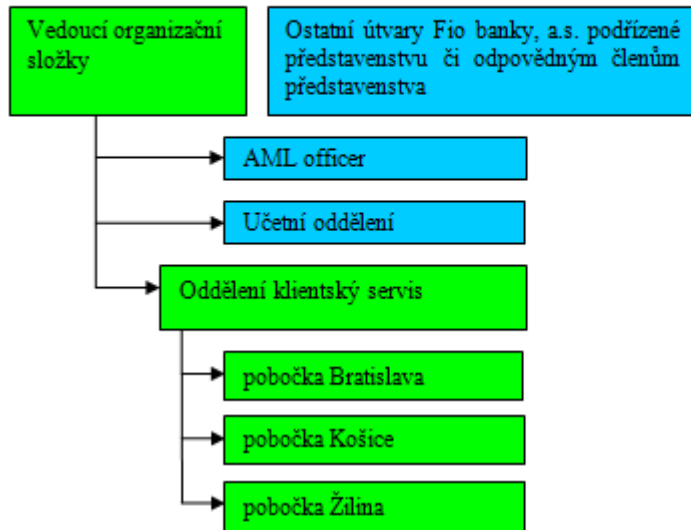 Vedoucí organizační
složky
Ostatní útvary Fio banky, a.s. podřízené
představenstvu či odpovědným členům
představenstva
AML officer
Učetní oddělení
Oddělení klientský servis
pobočka Bratislava
pobočka Košice
pobočka Žilina